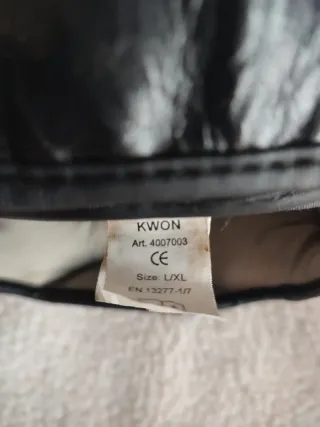 KWON
Art. 4007003
CE
Size: L/XL
EN 13277-1/7